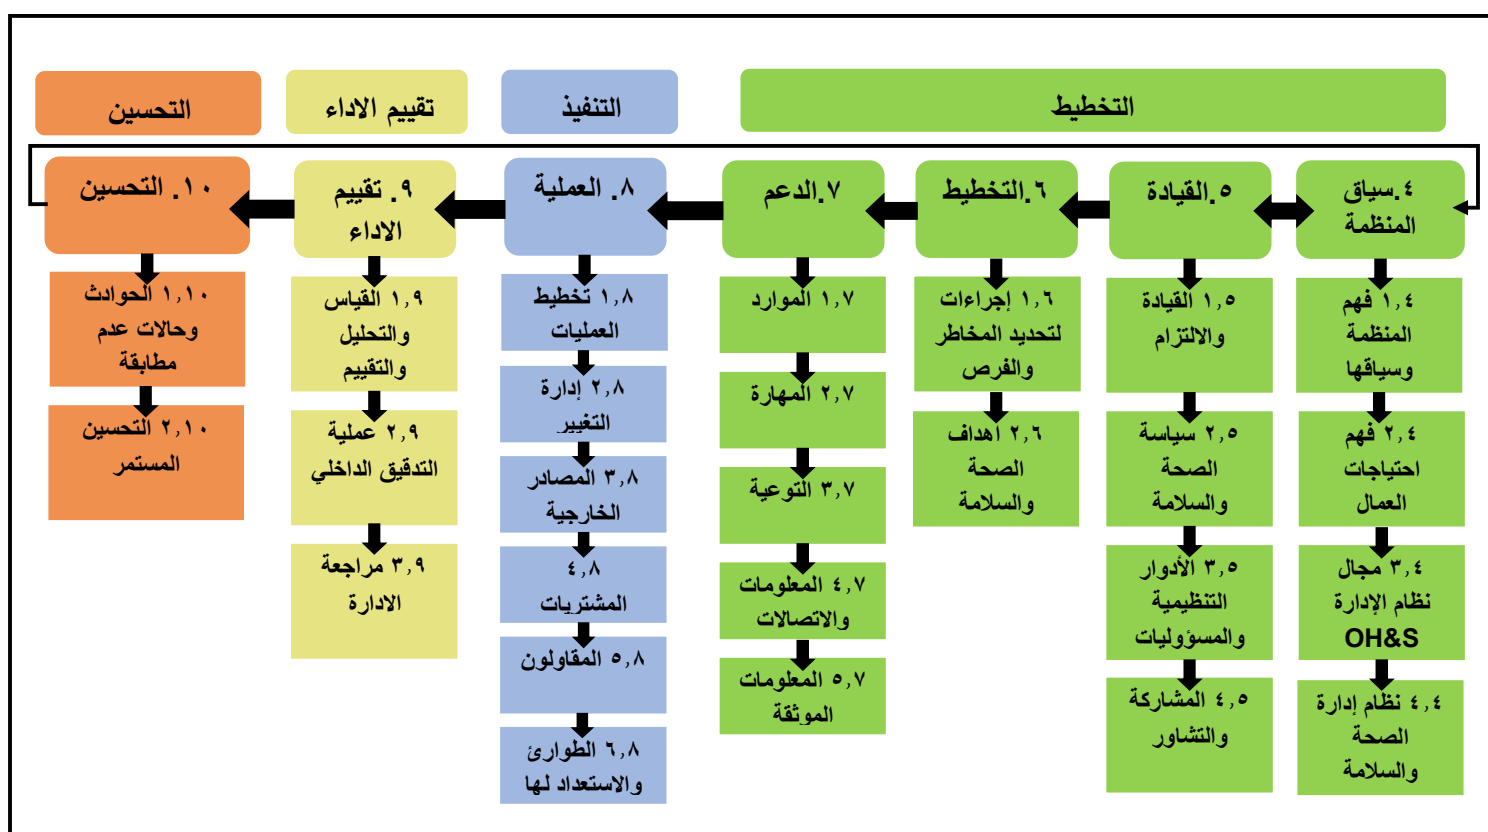 التخطيط
التنفيذ
تقييم الاداء
التحسين
٤.سياق
المنظمة
٥.القيادة
٦.التخطيط
٧.الدعم
٨. العملية
٩. تقييم
الاداء
١٠. التحسين
١,٤ فهم
المنظمة
وسياقها
٢,٤ فهم
احتياجات
العمال
٣,٤ مجال
نظام الإدارة
OH&S
٤,٤ نظام إدارة
الصحة
والسلامة
١,٥ القيادة
والالتزام
٢,٥ سياسة
الصحة
والسلامة
٣,٥ الأدوار
التنظيمية
والمسؤوليات
٤,٥ المشاركة
والتشاور
١,٦ إجراءات
لتحديد المخاطر
والفرص
٢,٦ اهداف
الصحة
والسلامة
١,٧ الموارد
٢,٧ المهارة
٣,٧ التوعية
٤,٧ المعلومات
والاتصالات
٥,٧ المعلومات
الموثقة
١,٨ تخطيط
العمليات
٢,٨ إدارة
التغيير
٣,٨ المصادر
الخارجية
٤,٨
المشتريات
٥,٨ المقاولون
٦,٨ الطوارئ
والاستعداد لها
١,٩ القياس
والتحليل
والتقييم
٢,٩ عملية
التدقيق الداخلي
٣,٩ مراجعة
الادارة
١,١٠ الحوادث
وحالات عدم
مطابقة
٢,١٠ التحسين
المستمر